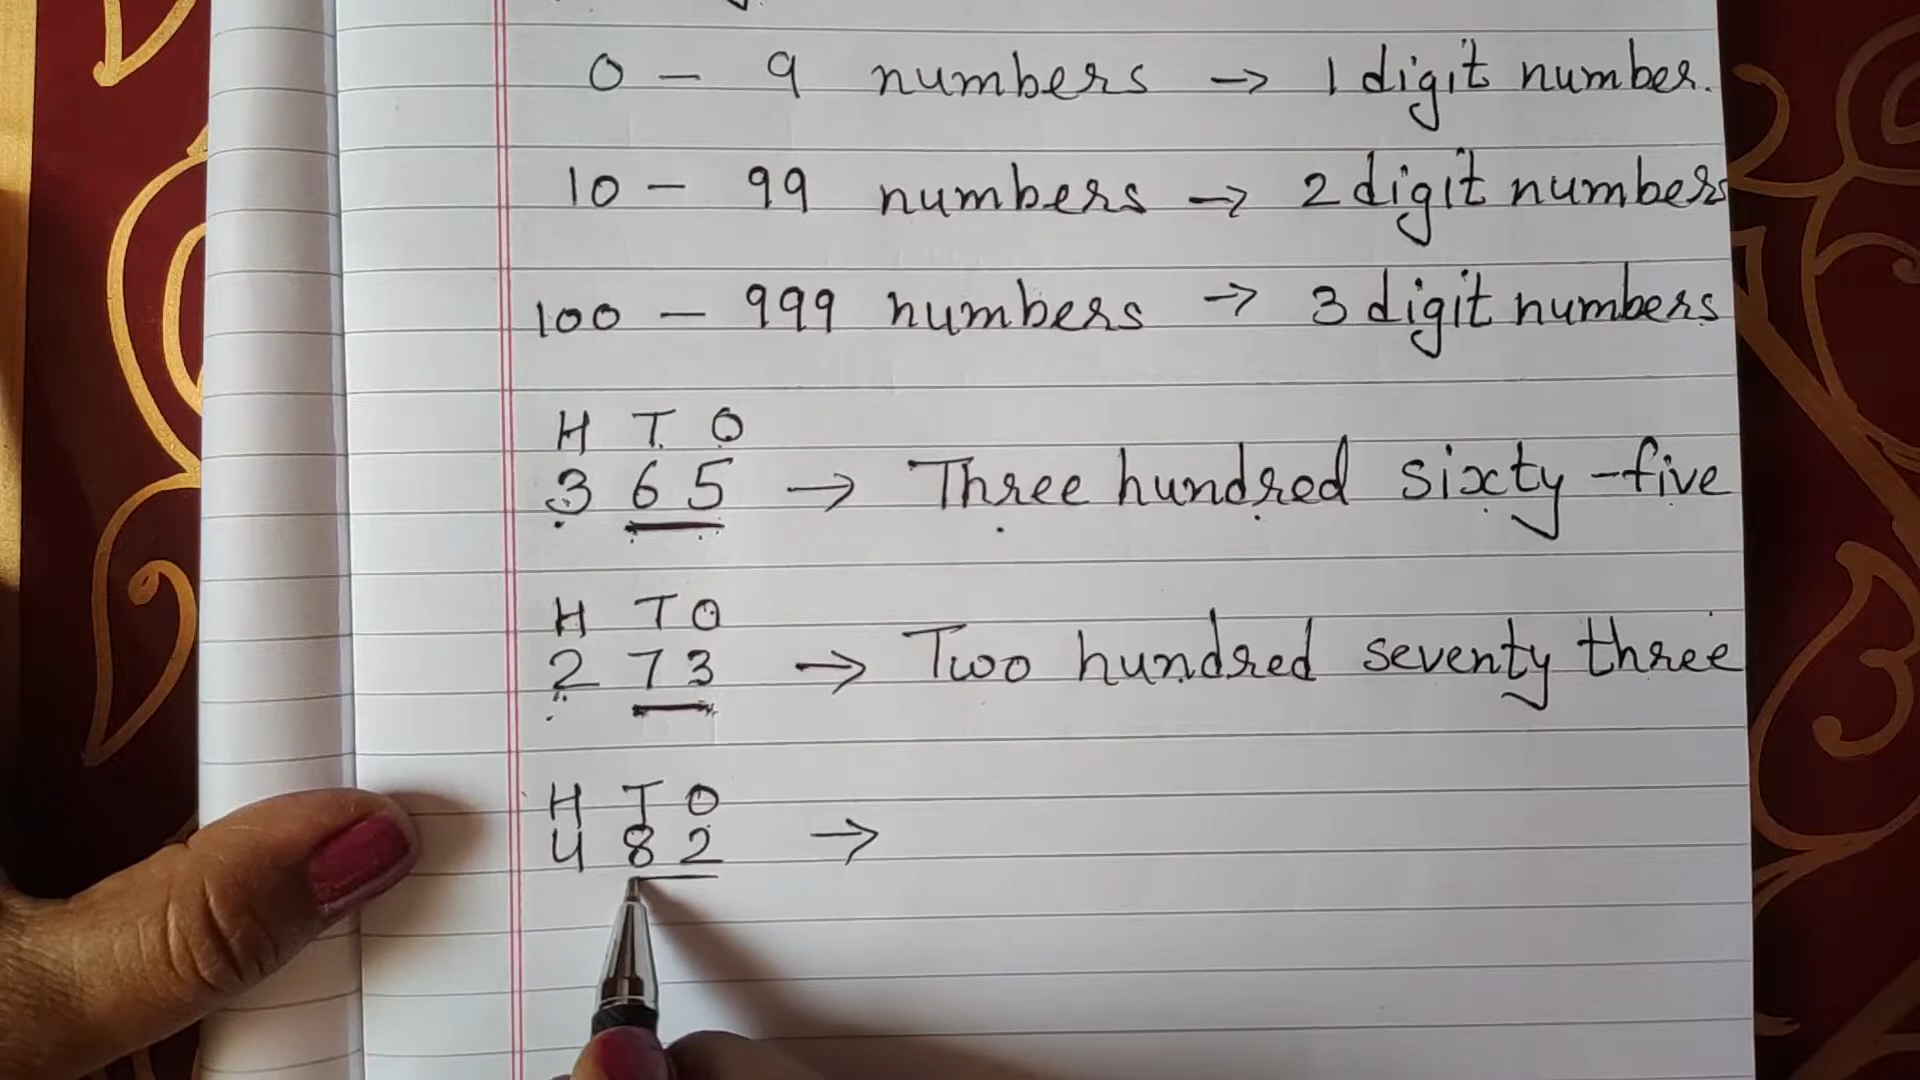 0 - 9 numbers → 1 digit number.
10 - 99 numbers → 2 digit numbers
100 - 999 numbers → 3 digit numbers
H T O
3 6 5 → Three hundred sixty-five
H T O
2 7 3 → Two hundred seventy three
H T O
4 8 2 →